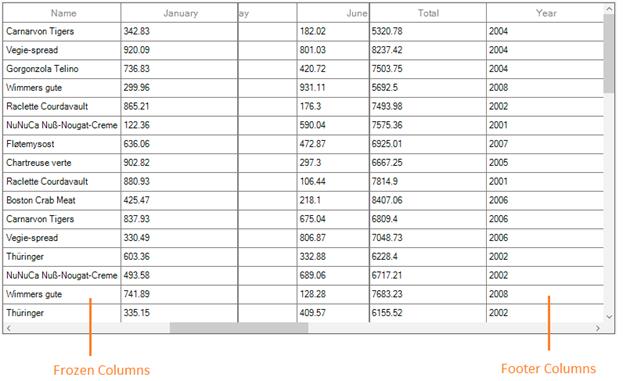 Name January ay June Total Year
Carnarvon Tigers 342.83 182.02 5320.78 2004
Vegie-spread 920.09 801.03 8237.42 2004
Gorgonzola Telino 736.83 420.72 7503.75 2004
Wimmers gute 299.96 931.11 5692.5 2008
Raclette Courdavault 865.21 176.3 7493.98 2002
NuNuCa Nuß-Nougat-Creme 122.36 590.04 7575.36 2001
Fløtemysost 636.06 472.87 6925.01 2007
Chartreuse verte 902.82 297.3 6667.25 2005
Raclette Courdavault 880.93 106.44 7814.9 2001
Boston Crab Meat 425.47 218.1 8407.06 2006
Carnarvon Tigers 837.93 675.04 6809.4 2006
Vegie-spread 330.49 806.87 7048.73 2006
Thüringer 603.36 332.88 6228.4 2002
NuNuCa Nuß-Nougat-Creme 493.58 689.06 6717.21 2002
Wimmers gute 741.89 128.28 7683.23 2008
Thüringer 335.15 409.57 6155.52 2002
Frozen Columns Footer Columns